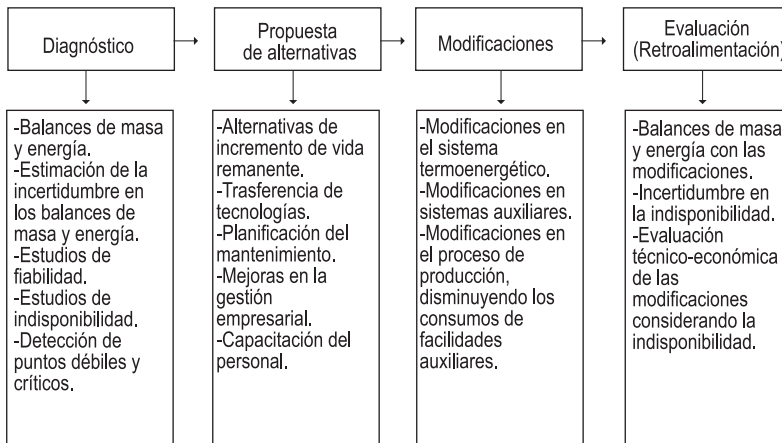 Diagnóstico
Propuesta
de alternativas
Modificaciones
Evaluación
(Retroalimentación)
-Balances de masa
y energía.
-Estimación de la
incertidumbre en
los balances de
masa y energía.
-Estudios de
fiabilidad.
-Estudios de
indisponibilidad.
-Detección de
puntos débiles y
críticos.
-Alternativas de
incremento de vida
remanente.
-Trasferencia de
tecnologías.
-Planificación del
mantenimiento.
-Mejoras en la
gestión
empresarial.
-Capacitación del
personal.
-Modificaciones en
el sistema
termoenergético.
-Modificaciones en
sistemas auxiliares.
-Modificaciones en
el proceso de
producción,
disminuyendo los
consumos de
facilidades
auxiliares.
-Balances de masa
y energía con las
modificaciones.
-Incertidumbre en
la indisponibilidad.
-Evaluación
técnico-económica
de las
modificaciones
considerando la
indisponibilidad.